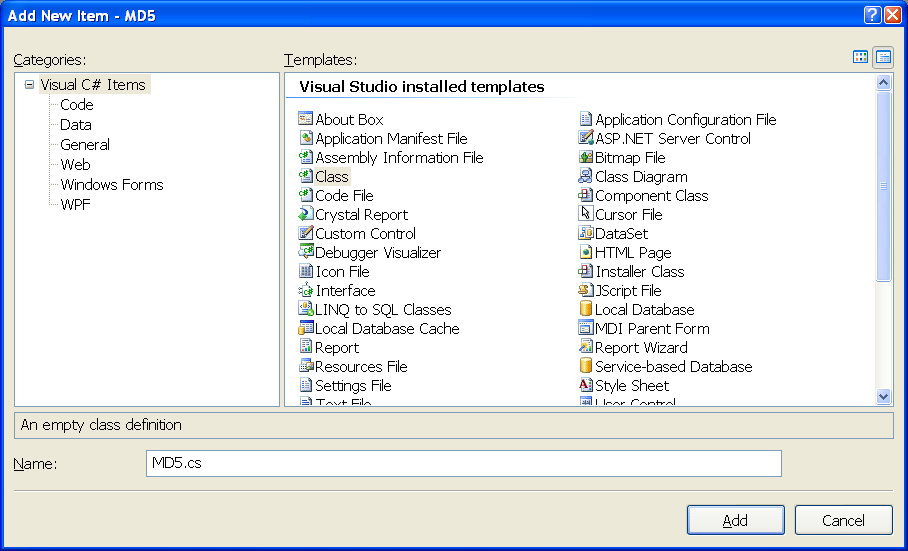 Add New Item - MD5
Categories:
Templates:
Visual C# Items
Code
Data
General
Web
Windows Forms
WPF
Visual Studio installed templates
About Box
Application Configuration File
Application Manifest File
ASP.NET Server Control
Assembly Information File
Bitmap File
Class
Class Diagram
Code File
Component Class
Crystal Report
Cursor File
Custom Control
DataSet
Debugger Visualizer
HTML Page
Icon File
Installer Class
Interface
JScript File
LINQ to SQL Classes
Local Database
Local Database Cache
MDI Parent Form
Report
Report Wizard
Resources File
Service-based Database
Settings File
Style Sheet
Text File
User Control
An empty class definition
Name:
MD5.cs
Add
Cancel